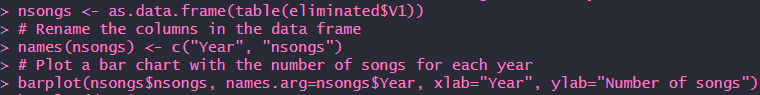 > nsongs <- as.data.frame(table(eliminated$V1))
> # Rename the columns in the data frame
> names(nsongs) <- c("Year", "nsongs")
> # Plot a bar chart with the number of songs for each year
> barplot(nsongs$nsongs, names.arg=nsongs$Year, xlab="Year", ylab="Number of songs")